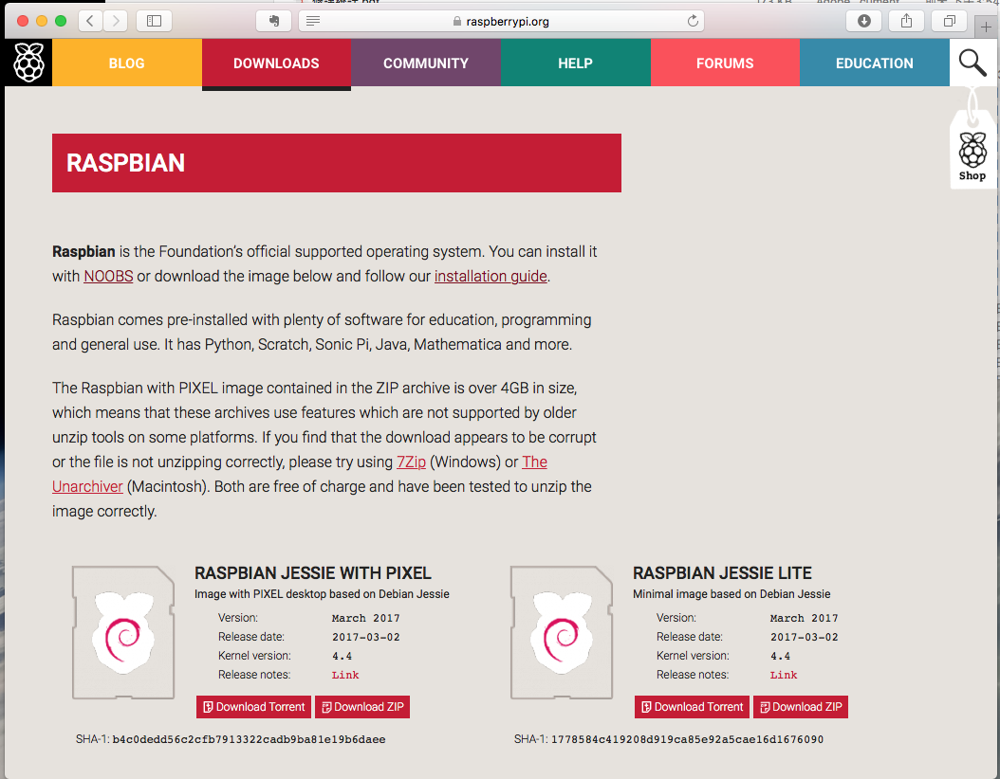 raspberrypi.org
BLOG
DOWNLOADS
COMMUNITY
HELP
FORUMS
EDUCATION
Shop
RASPBIAN
Raspbian is the Foundation's official supported operating system. You can install it
with NOOBS or download the image below and follow our installation guide.
Raspbian comes pre-installed with plenty of software for education, programming
and general use. It has Python, Scratch, Sonic Pi, Java, Mathematica and more.
The Raspbian with PIXEL image contained in the ZIP archive is over 4GB in size,
which means that these archives use features which are not supported by older
unzip tools on some platforms. If you find that the download appears to be corrupt
or the file is not unzipping correctly, please try using 7Zip (Windows) or The
Unarchiver (Macintosh). Both are free of charge and have been tested to unzip the
image correctly.
RASPBIAN JESSIE WITH PIXEL
Image with PIXEL desktop based on Debian Jessie
Version: March 2017
Release date: 2017-03-02
Kernel version: 4.4
Release notes: Link
Download Torrent
Download ZIP
SHA-1: b4c0dedd56c2cfb7913322cadb9ba81e19b6daee
RASPBIAN JESSIE LITE
Minimal image based on Debian Jessie
Version: March 2017
Release date: 2017-03-02
Kernel version: 4.4
Release notes: Link
Download Torrent
Download ZIP
SHA-1: 1778584c419208d919ca85e92a5cae16d1676090